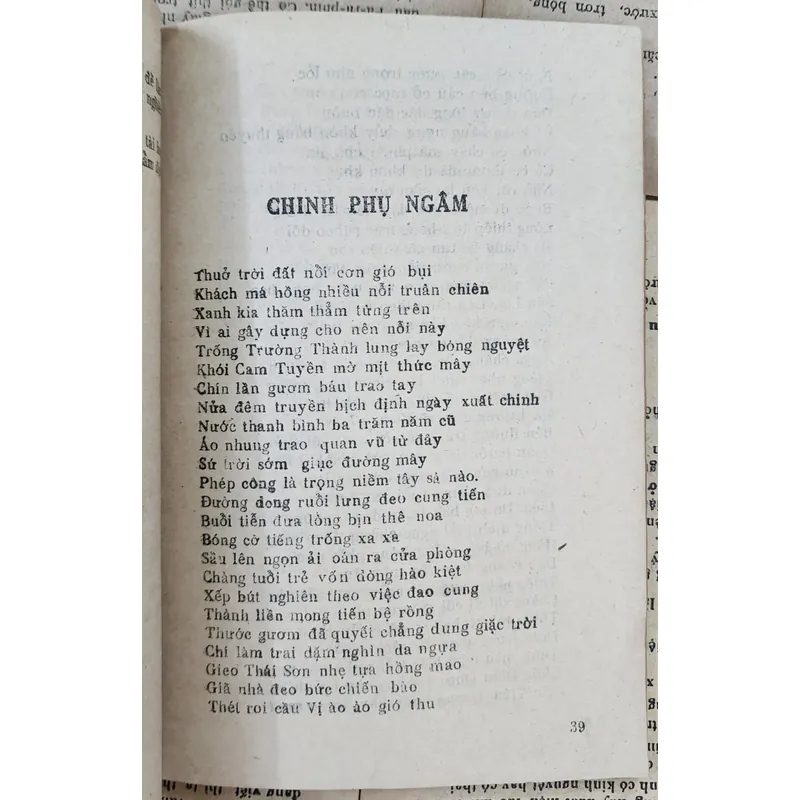 CHINH PHỤ NGÂM
Thuở trời đất nồi cơn gió bụi
Khách má hồng nhiều nỗi truân chiên
Xanh kia thăm thẳm từng trên
Vì ai gây dựng cho nên nỗi này
Trống Trường Thành lung lay bóng nguyệt
Khói Cam Tuyền mờ mịt thức mây
Chín lần gươm báu trao tay
Nửa đêm truyền hịch định ngày xuất chinh
Nước thanh bình ba trăm năm cũ
Áo nhung trao quan vũ từ đây
Sứ trời sớm giục đường mây
Phép công là trọng niềm tây sá nào.
Đường dong ruồi lưng đeo cung tiến
Buồi tiễn đưa lòng bịn thê noa
Bóng cờ tiếng trống xa xa
Sầu lên ngọn ải oán ra cửa phòng
Chàng tuồi trẻ vốn dòng hào kiệt
Xếp bút nghiên theo việc đao cung
Thành liền mong tiến bệ rồng
Thước gươm đã quyết chẳng dung giặc trời
Chí làm trai dặm nghìn da ngựa
Gieo Thái Sơn nhẹ tựa hồng mao
Giã nhà đeo bức chiến bào
Thét roi cầu Vị ào ào gió thu
39